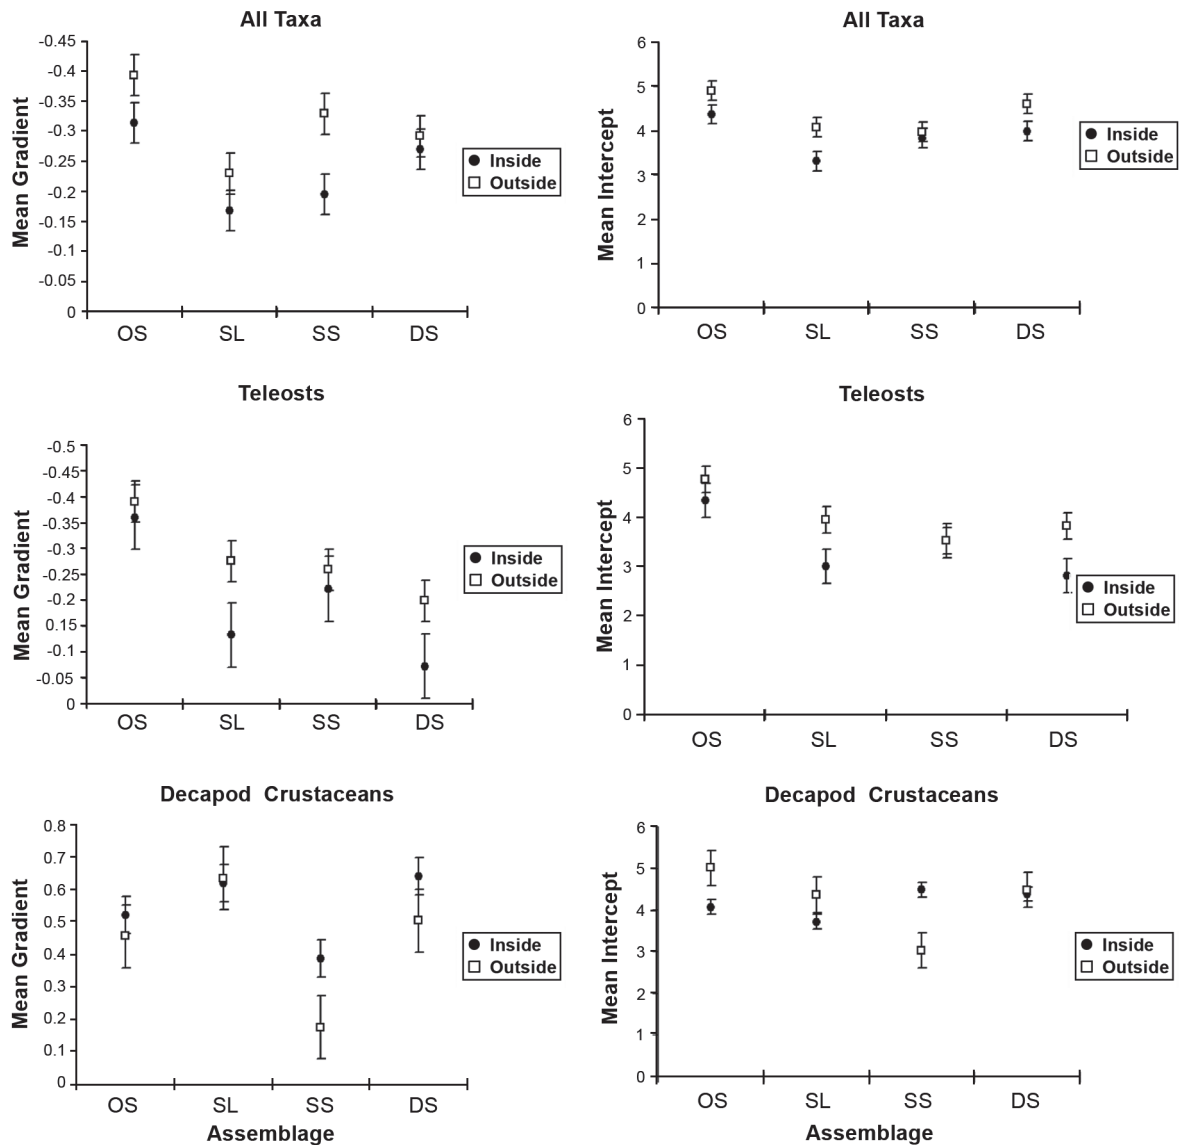 All Taxa
-0.45
-0.4
-0.35
-0.3
-0.25
-0.2
-0.15
-0.1
-0.05
0
Mean Gradient
OS SL SS DS
Inside
Outside
All Taxa
6
5
4
3
2
1
0
Mean Intercept
OS SL SS DS
Inside
Outside
Teleosts
-0.5
-0.45
-0.4
-0.35
-0.3
-0.25
-0.2
0.15
-0.1
-0.05
0
Mean Gradient
OS SL SS DS
Inside
Outside
Teleosts
6
5
4
3
2
1
0
Mean Intercept
OS SL SS DS
Inside
Outside
Decapod Crustaceans
0.8
0.7
0.6
0.5
0.4
0.3
0.2
0.1
0
Mean Gradient
OS SL SS DS
Assemblage
Inside
Outside
Decapod Crustaceans
6
5
4
3
2
1
0
Mean Intercept
OS SL SS DS
Assemblage
Inside
Outside